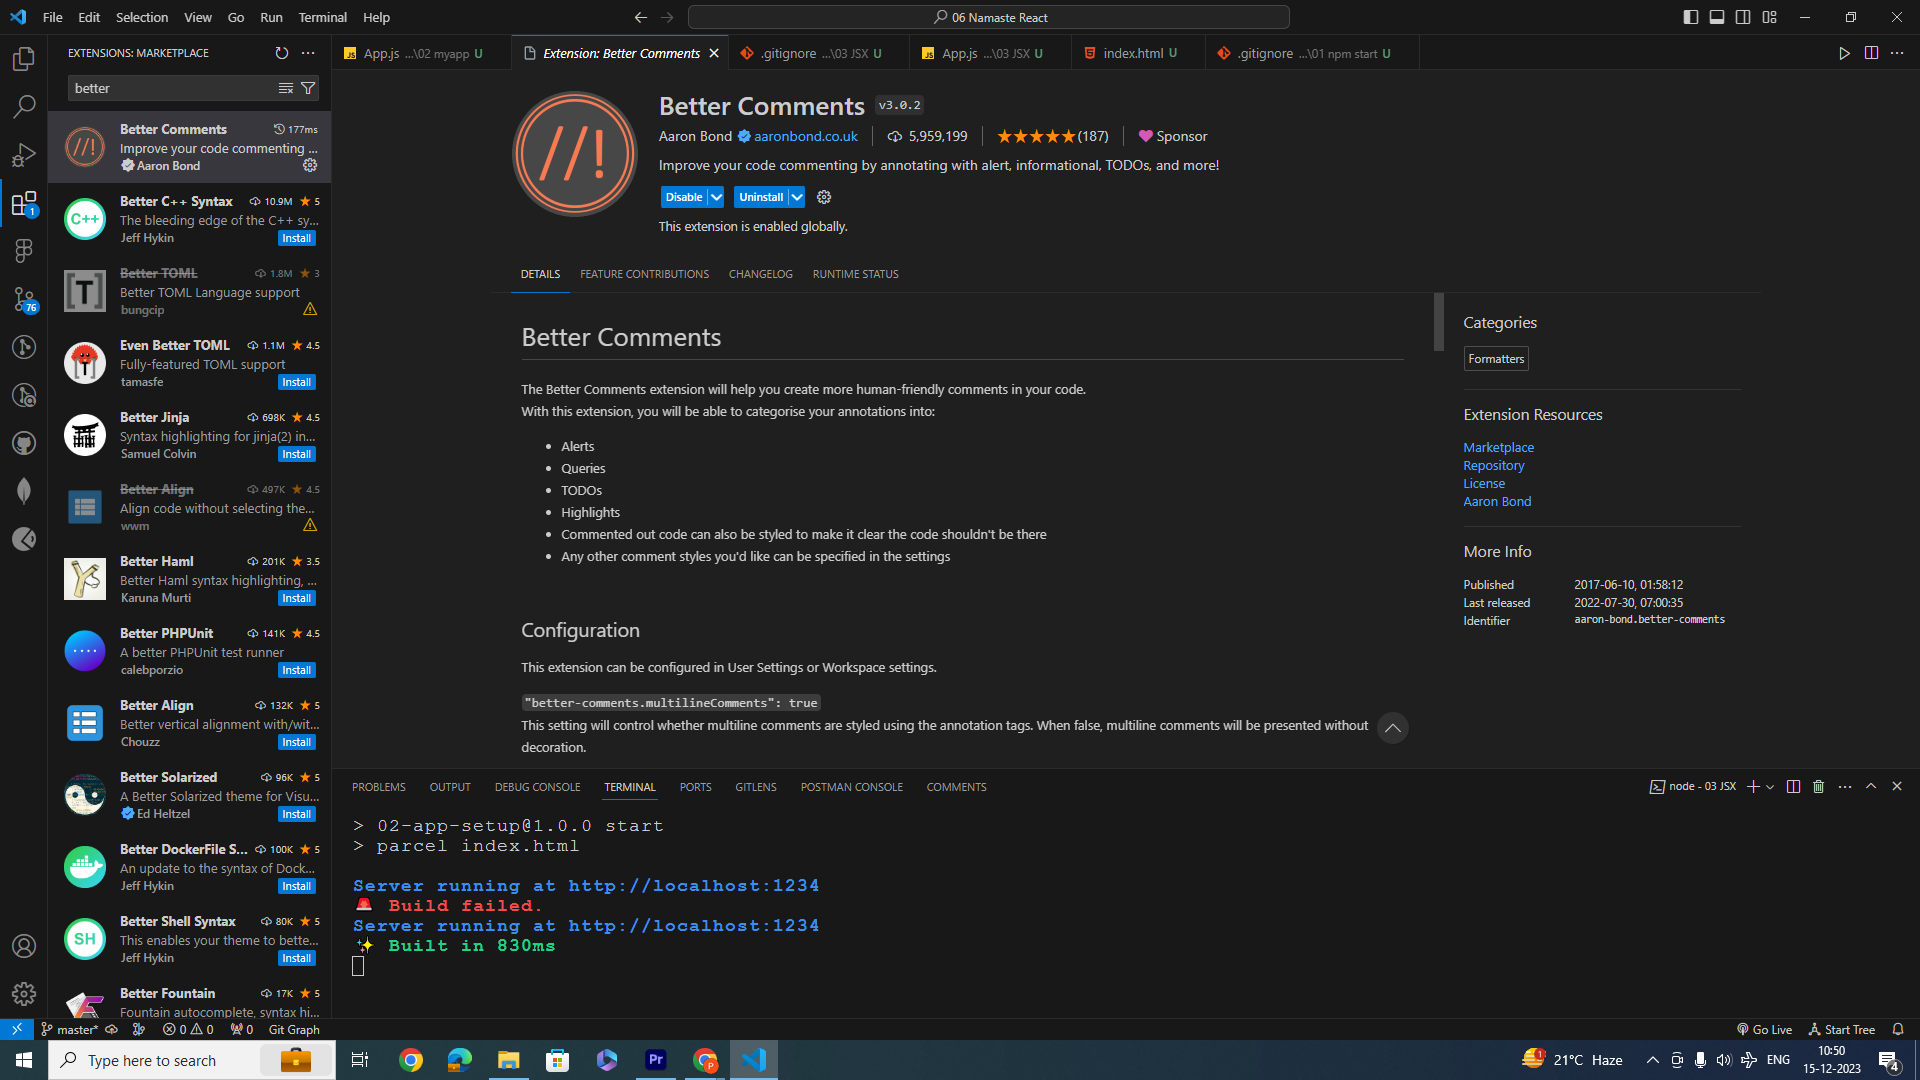 File Edit Selection View Go Run Terminal Help
06 Namaste React
EXTENSIONS: MARKETPLACE
better
Better Comments 177ms
Improve your code commenting ...
Aaron Bond
Better C++ Syntax 10.9M 5
The bleeding edge of the C++ sy...
Jeff Hykin Install
Better TOML 1.8M 3
Better TOML Language support
bungcip
Even Better TOML 1.1M 4.5
Fully-featured TOML support
tamasfe Install
Better Jinja 698K 4.5
Syntax highlighting for jinja(2) in...
Samuel Colvin Install
Better Align 497K 4.5
Align code without selecting the...
wwm
Better Haml 201K 3.5
Better Haml syntax highlighting, ...
Karuna Murti Install
Better PHPUnit 141K 4.5
A better PHPUnit test runner
calebporzio Install
Better Align 132K 5
Better vertical alignment with/wit...
Chouzz Install
Better Solarized 96K 5
A Better Solarized theme for Visu...
Ed Heltzel Install
Better DockerFile S... 100K 5
An update to the syntax of Dock...
Jeff Hykin Install
Better Shell Syntax 80K 5
This enables your theme to bette...
Jeff Hykin Install
Better Fountain 17K 5
Fountain autocomplete, syntax hi...
C++
[T]
SH
1
76
App.js ...\02 myapp U
Extension: Better Comments
.gitignore ...\03 JSX U
App.js ...\03 JSX U
index.html U
.gitignore ...\01 npm start U
//!
Better Comments v3.0.2
Aaron Bond aaronbond.co.uk 5,959,199 (187) Sponsor
Improve your code commenting by annotating with alert, informational, TODOs, and more!
Disable Uninstall
This extension is enabled globally.
DETAILS FEATURE CONTRIBUTIONS CHANGELOG RUNTIME STATUS
Better Comments
The Better Comments extension will help you create more human-friendly comments in your code.
With this extension, you will be able to categorise your annotations into:
• Alerts
• Queries
• TODOs
• Highlights
• Commented out code can also be styled to make it clear the code shouldn't be there
• Any other comment styles you'd like can be specified in the settings
Configuration
This extension can be configured in User Settings or Workspace settings.
"better-comments.multilineComments": true
This setting will control whether multiline comments are styled using the annotation tags. When false, multiline comments will be presented without
decoration.
Categories
Formatters
Extension Resources
Marketplace
Repository
License
Aaron Bond
More Info
Published 2017-06-10, 01:58:12
Last released 2022-07-30, 07:00:35
Identifier aaron-bond.better-comments
PROBLEMS OUTPUT DEBUG CONSOLE TERMINAL PORTS GITLENS POSTMAN CONSOLE COMMENTS
node - 03 JSX
> 02-app-setup@1.0.0 start
> parcel index.html
Server running at http://localhost:1234
🚨 Build failed.
Server running at http://localhost:1234
✨ Built in 830ms
master* 0 0 0 Git Graph
Go Live Start Tree
Type here to search
Pr
P
1
21°C Haze
ENG
10:50
15-12-2023
4